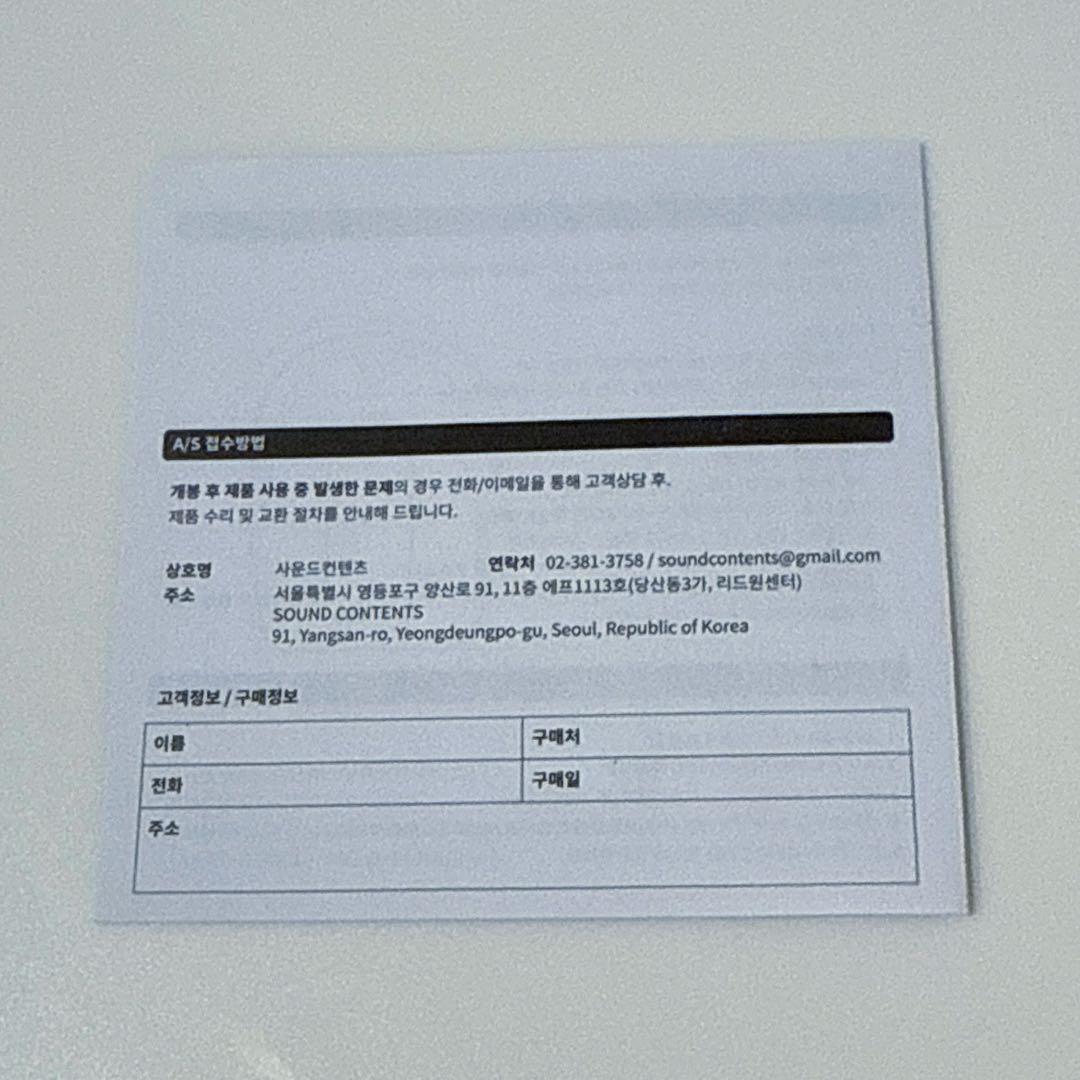 A/S 접수방법
개봉 후 제품 사용 중 발생한 문제의 경우 전화/이메일을 통해 고객상담 후.
제품 수리 및 교환 절차를 안내해 드립니다.
상호명 사운드컨텐츠 연락처 02-381-3758 / soundcontents@gmail.com
주소 서울특별시 영등포구 양산로 91, 11층 에프1113호(당산동3가, 리드원센터)
SOUND CONTENTS
91, Yangsan-ro, Yeongdeungpo-gu, Seoul, Republic of Korea
고객정보 / 구매정보
이름 구매처
전화 구매일
주소